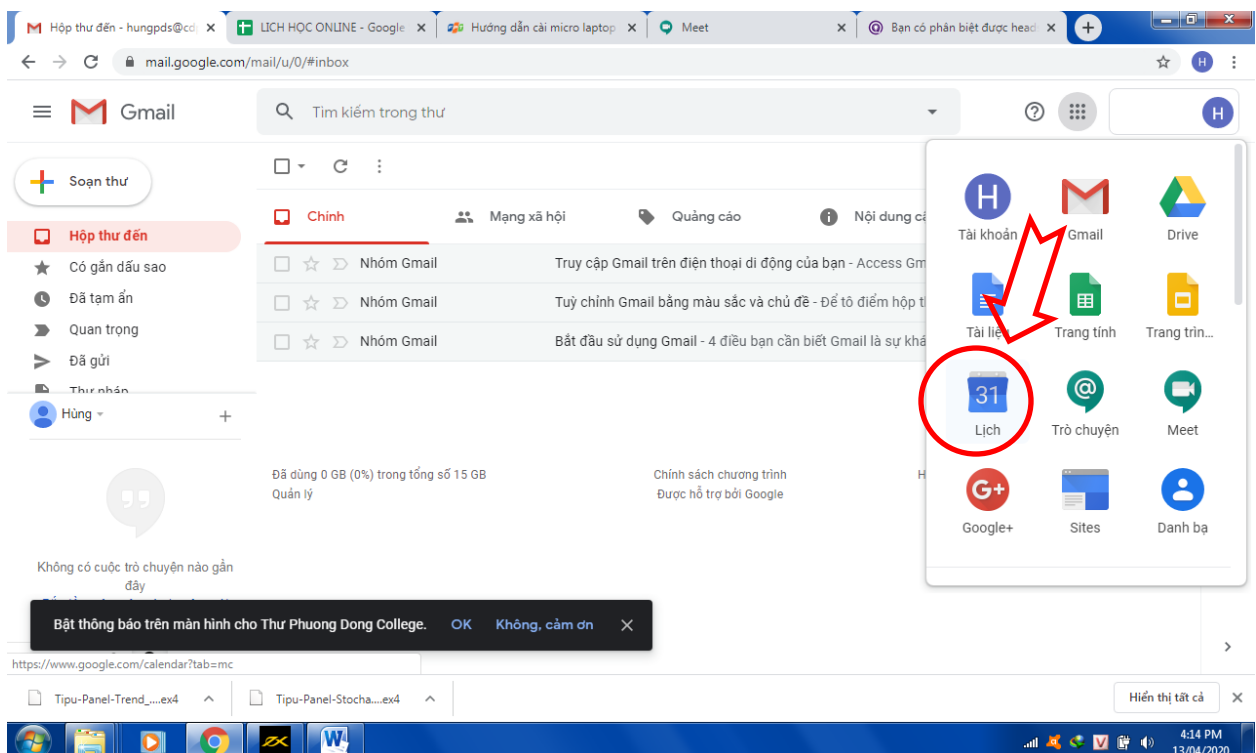 Hộp thư đến - hungpds@cd
LICH HỌC ONLINE - Google
Hướng dẫn cài micro laptop
Meet
Bạn có phân biệt được head
mail.google.com/mail/u/0/#inbox
H
Gmail
Tìm kiếm trong thư
H
Soạn thư
Chính
Mạng xã hội
Quảng cáo
Nội dung
Hộp thư đến
Có gắn dấu sao
Đã tạm ẩn
Quan trọng
Đã gửi
Thư nháp
Hùng
Nhóm Gmail Truy cập Gmail trên điện thoại di động của bạn - Access Gm
Nhóm Gmail Tuỳ chỉnh Gmail bằng màu sắc và chủ đề - Để tô điểm hộp t
Nhóm Gmail Bắt đầu sử dụng Gmail - 4 điều bạn cần biết Gmail là sự khá
H
Tài khoản
Gmail
Drive
Tài liệu
Trang tính
Trang trìn...
31
Lịch
Trò chuyện
Meet
G+
Google+
Sites
Danh bạ
Đã dùng 0 GB (0%) trong tổng số 15 GB
Quản lý
Chính sách chương trình
Được hỗ trợ bởi Google
H
Không có cuộc trò chuyện nào gần
đây
Bật thông báo trên màn hình cho Thư Phuong Dong College. OK Không, cảm ơn
https://www.google.com/calendar?tab=mc
Tipu-Panel-Trend_....ex4
Tipu-Panel-Stocha....ex4
Hiển thị tất cả
4:14 PM
13/04/2020